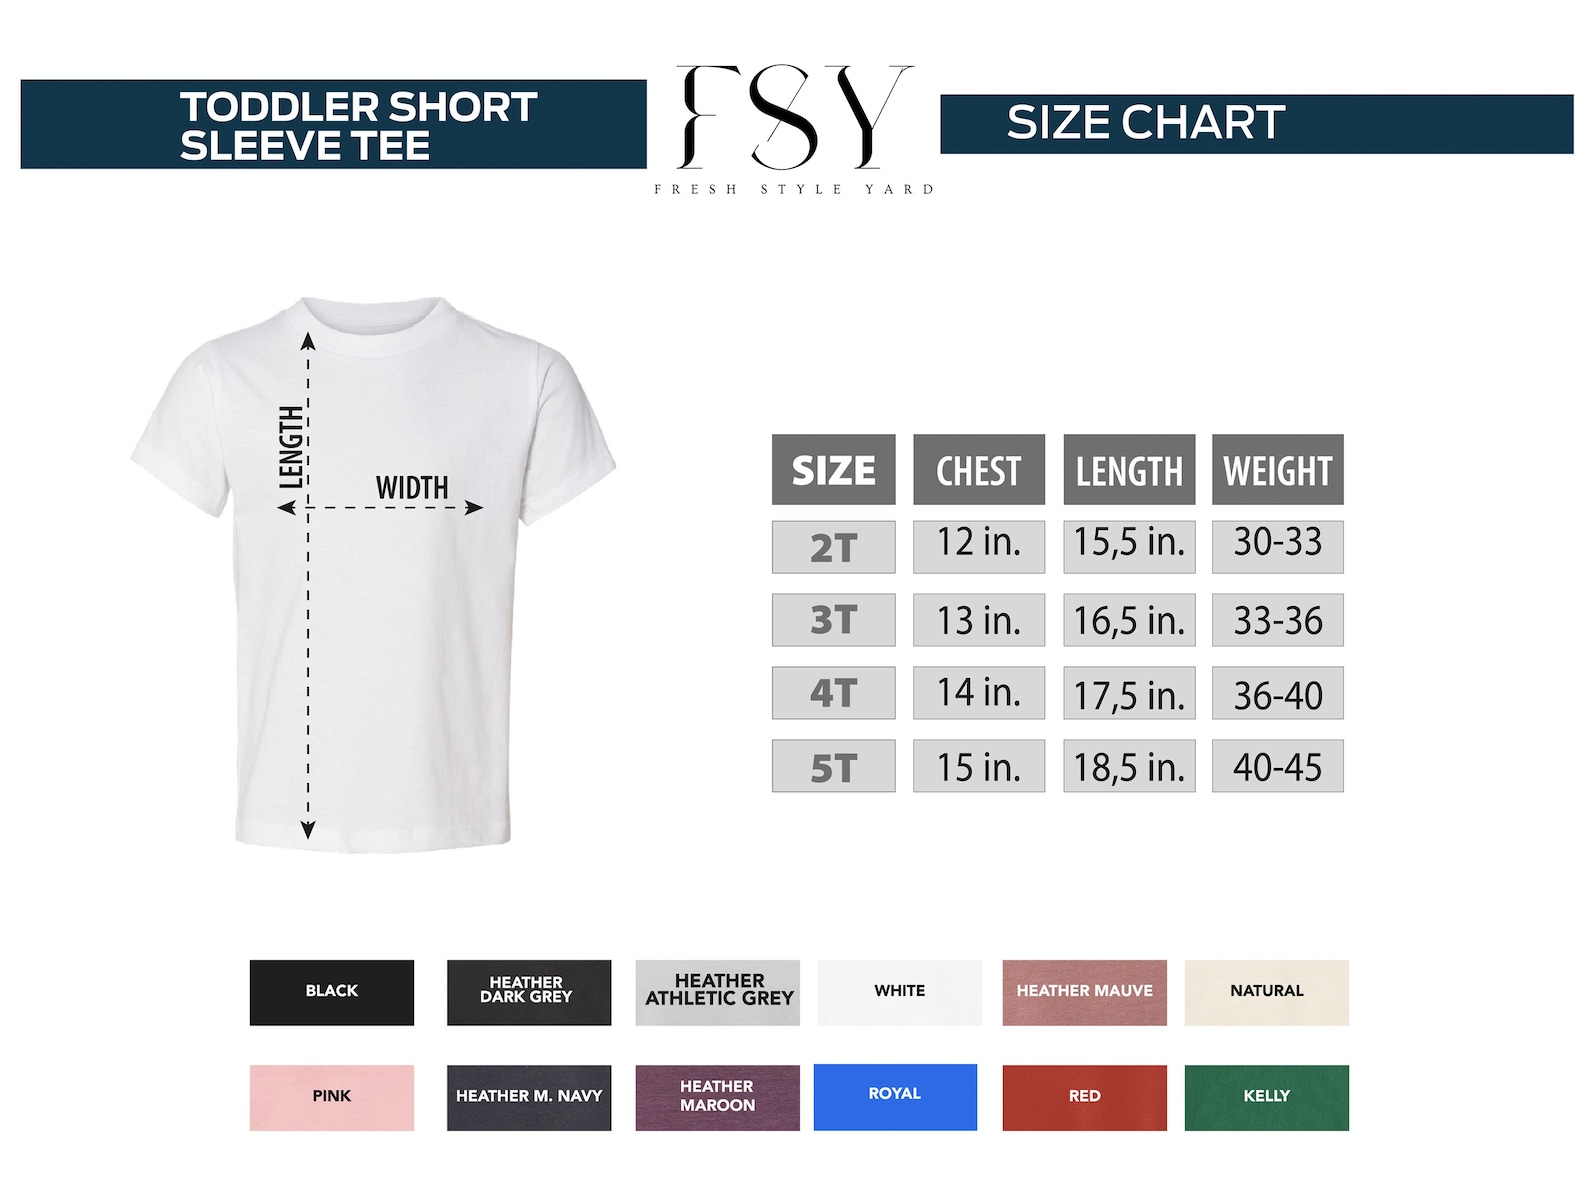 TODDLER SHORT
SLEEVE TEE
FSY
FRESH STYLE YARD
SIZE CHART
LENGTH
WIDTH
SIZE CHEST LENGTH WEIGHT
2T 12 in. 15,5 in. 30-33
3T 13 in. 16,5 in. 33-36
4T 14 in. 17,5 in. 36-40
5T 15 in. 18,5 in. 40-45
BLACK
HEATHER
DARK GREY
HEATHER
ATHLETIC GREY
WHITE
HEATHER MAUVE
NATURAL
PINK
HEATHER M. NAVY
HEATHER
MAROON
ROYAL
RED
KELLY